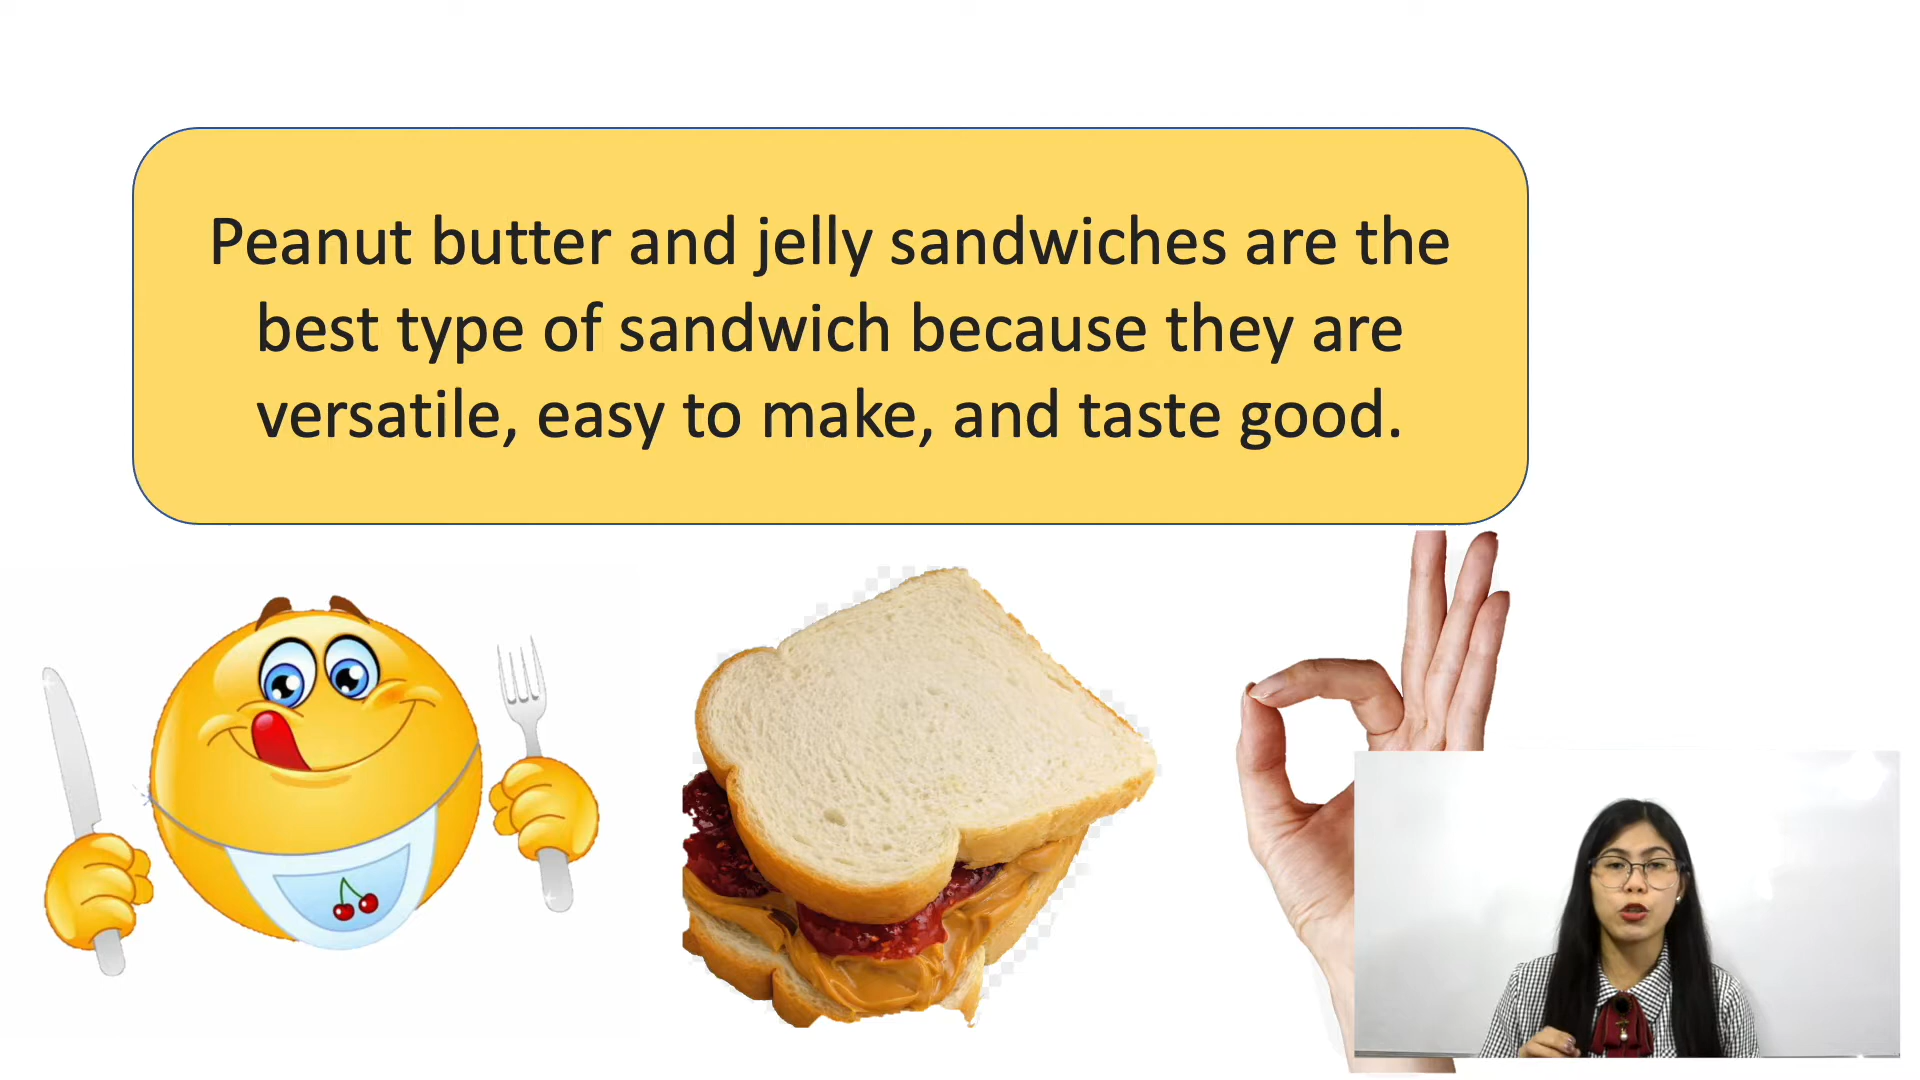 Peanut butter and jelly sandwiches are the
best type of sandwich because they are
versatile, easy to make, and taste good.